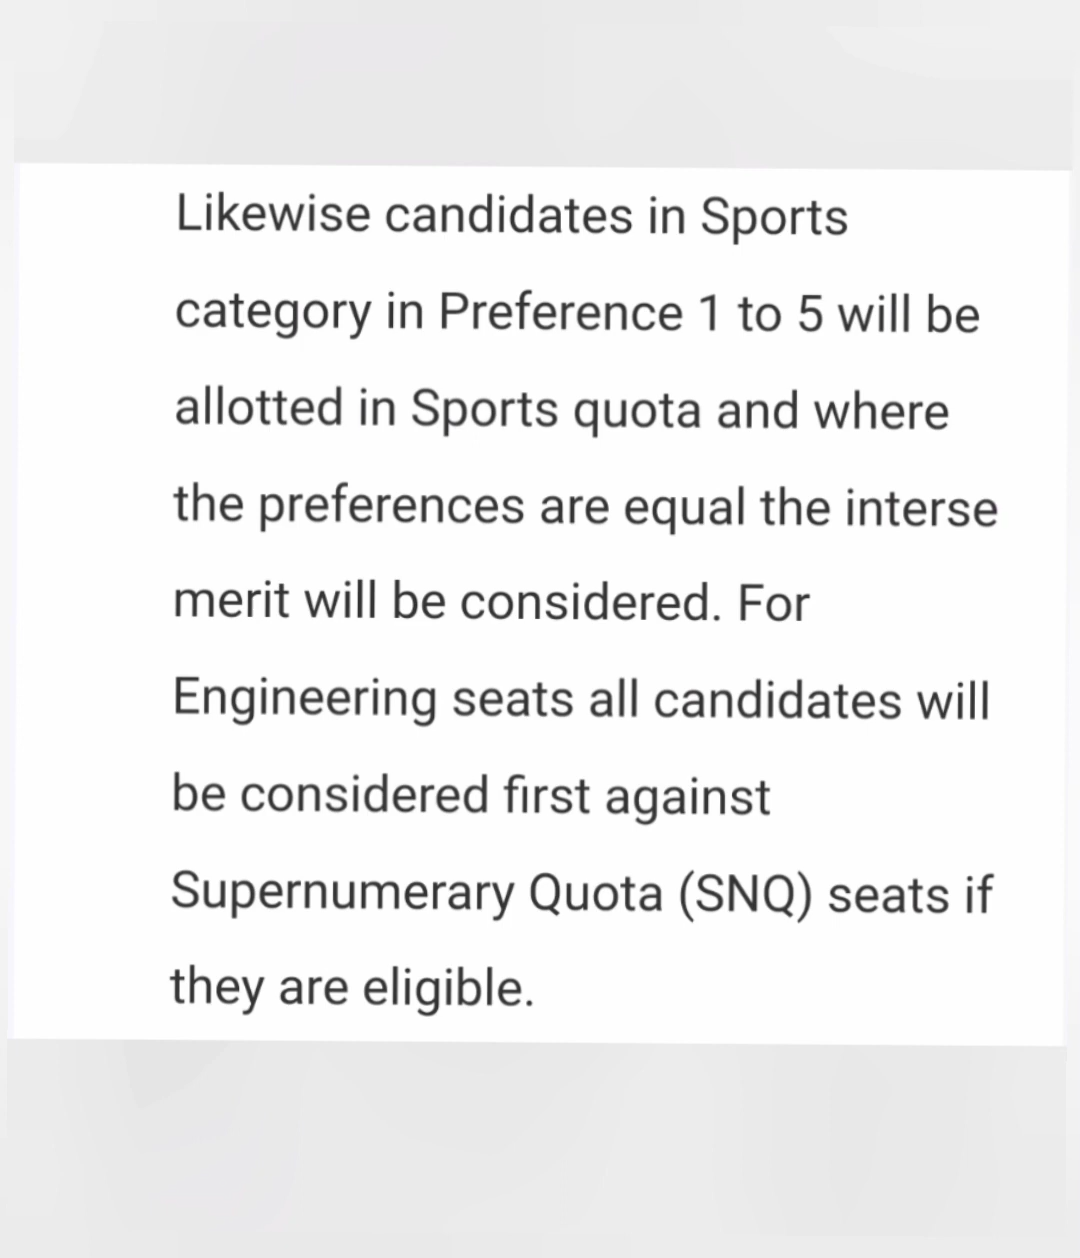 Likewise candidates in Sports
category in Preference 1 to 5 will be
allotted in Sports quota and where
the preferences are equal the interse
merit will be considered. For
Engineering seats all candidates will
be considered first against
Supernumerary Quota (SNQ) seats if
they are eligible.